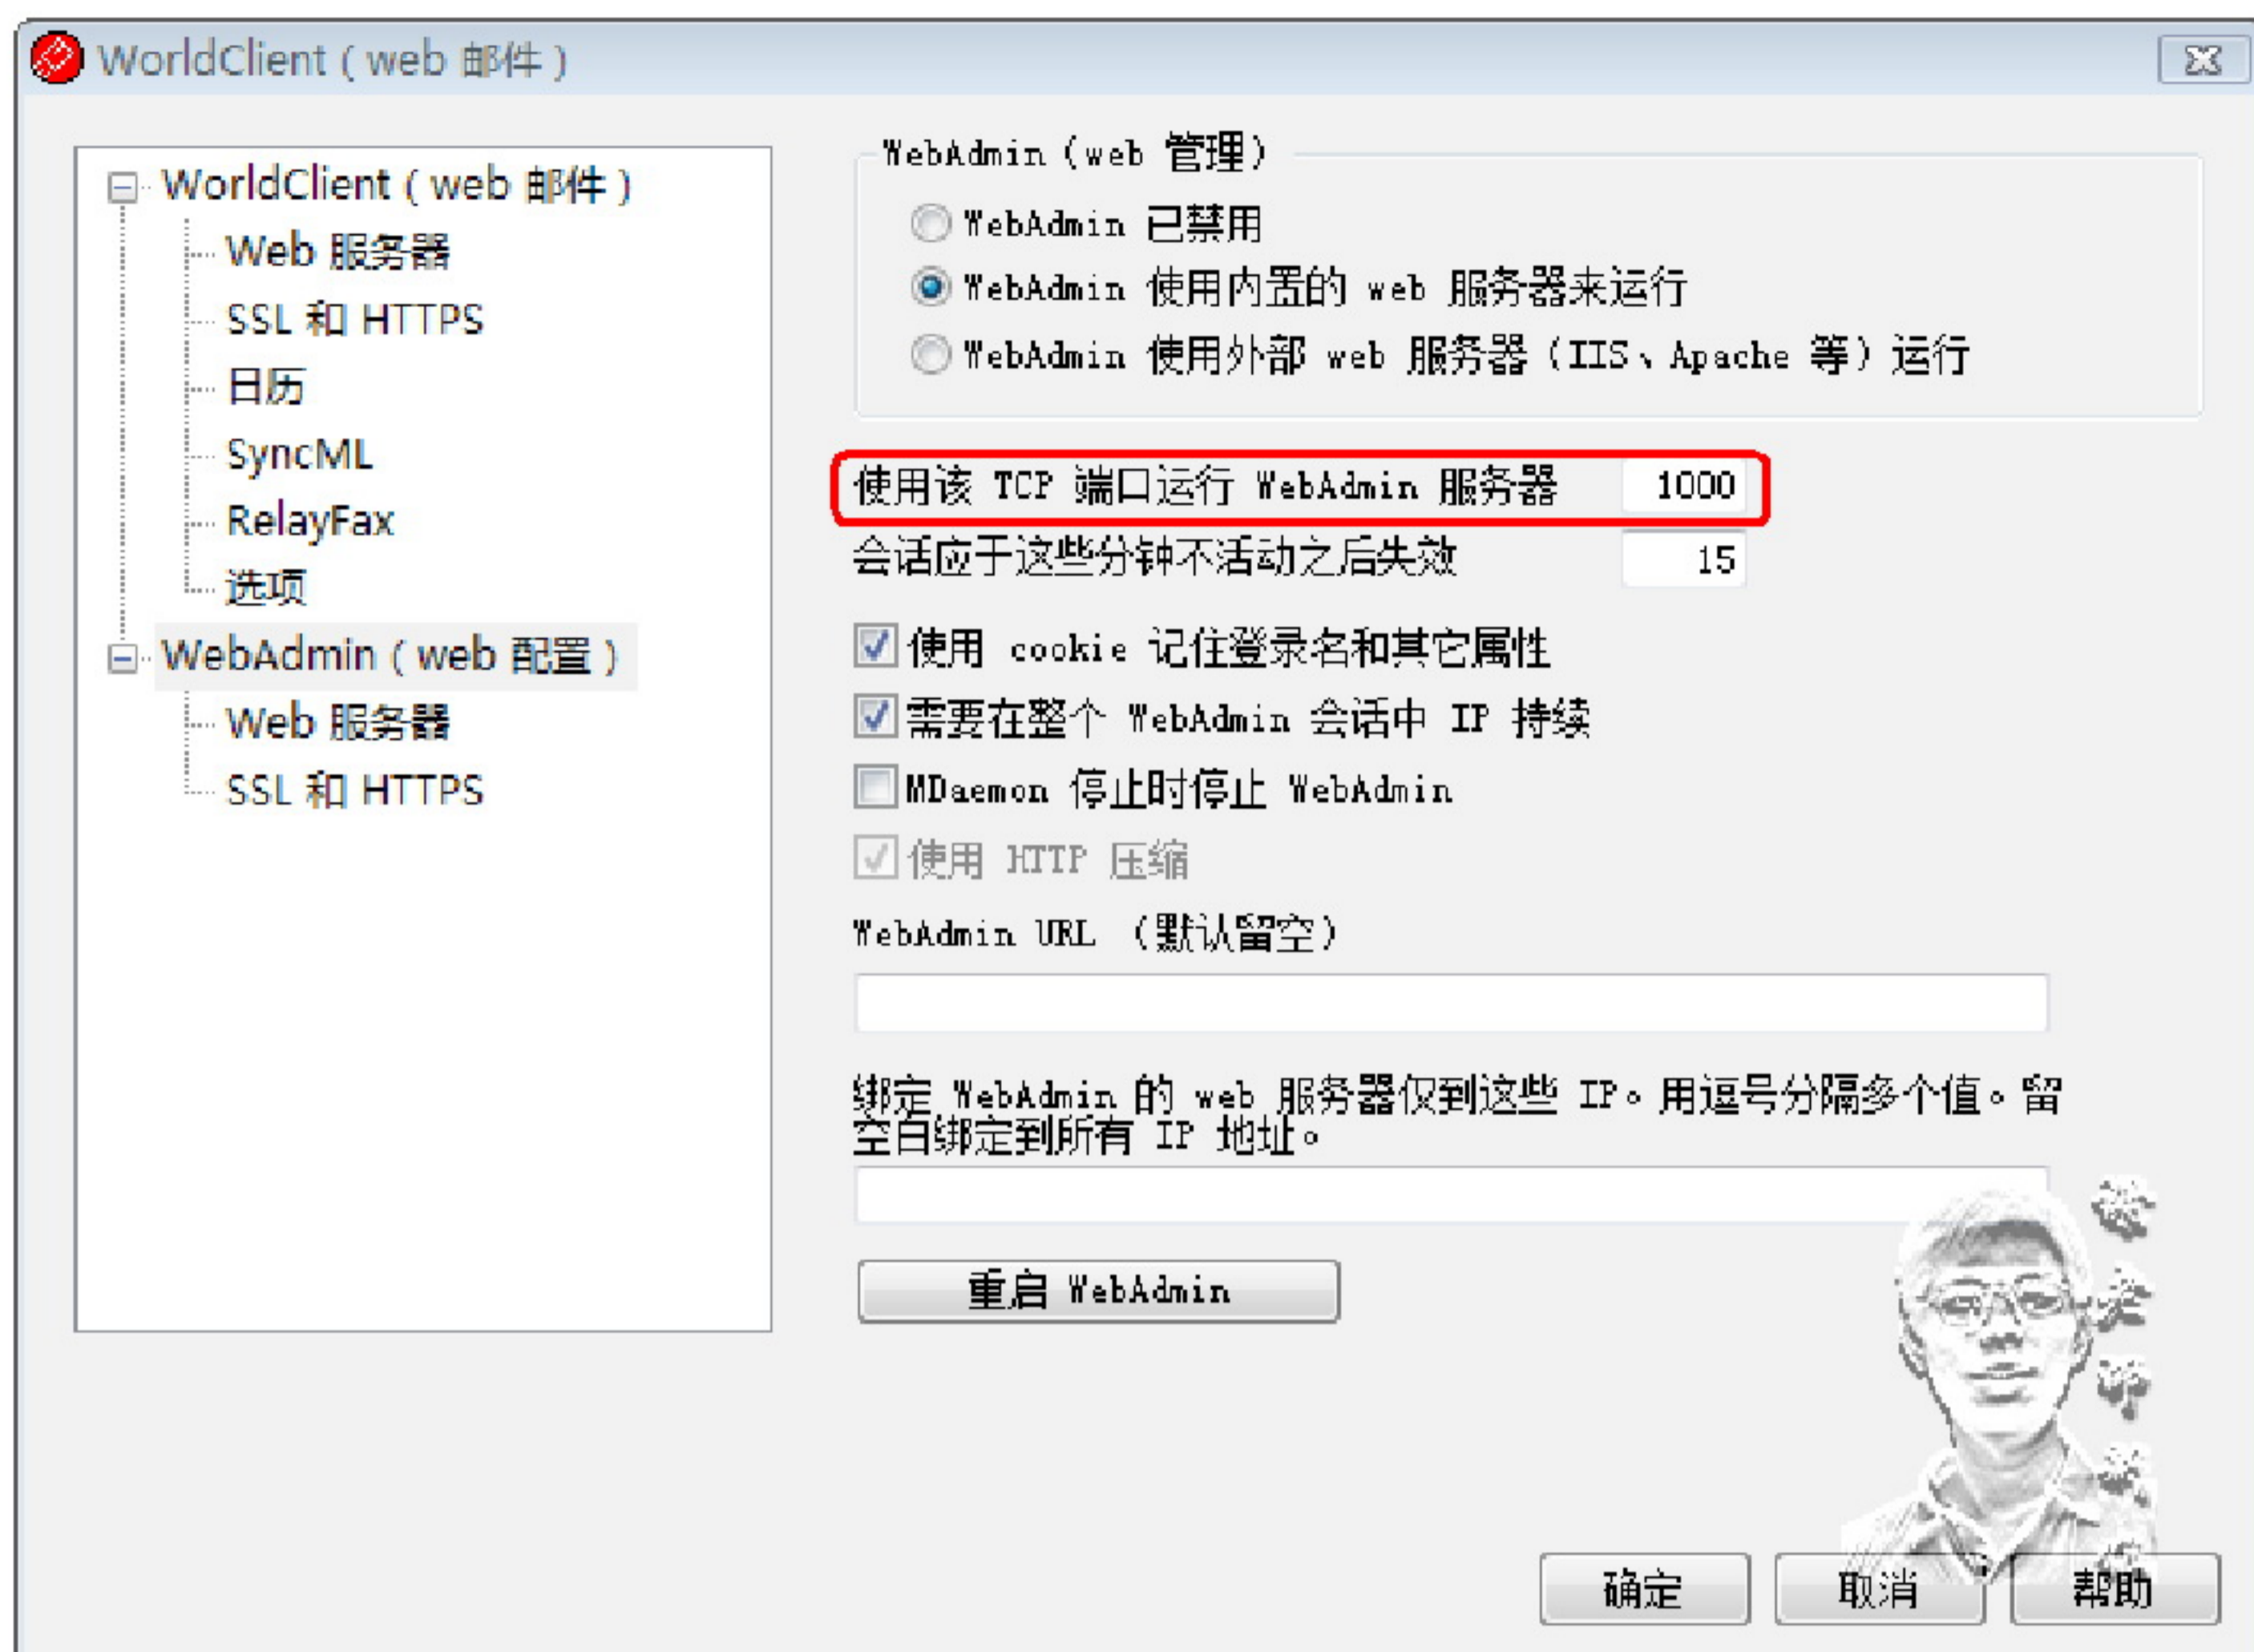 WorldClient（web 邮件）
WorldClient（web 邮件）
Web 服务器
SSL 和 HTTPS
日历
SyncML
RelayFax
选项
WebAdmin（web 配置）
Web 服务器
SSL 和 HTTPS
WebAdmin（web 管理）
WebAdmin 已禁用
WebAdmin 使用内置的 web 服务器来运行
WebAdmin 使用外部 web 服务器（IIS、Apache 等）运行
使用该 TCP 端口运行 WebAdmin 服务器 1000
会话应于这些分钟不活动之后失效 15
使用 cookie 记住登录名和其它属性
需要在整个 WebAdmin 会话中 IP 持续
MDaemon 停止时停止 WebAdmin
使用 HTTP 压缩
WebAdmin URL （默认留空）
绑定 WebAdmin 的 web 服务器仅到这些 IP。用逗号分隔多个值。留
空白绑定到所有 IP 地址。
重启 WebAdmin
确定 取消 帮助